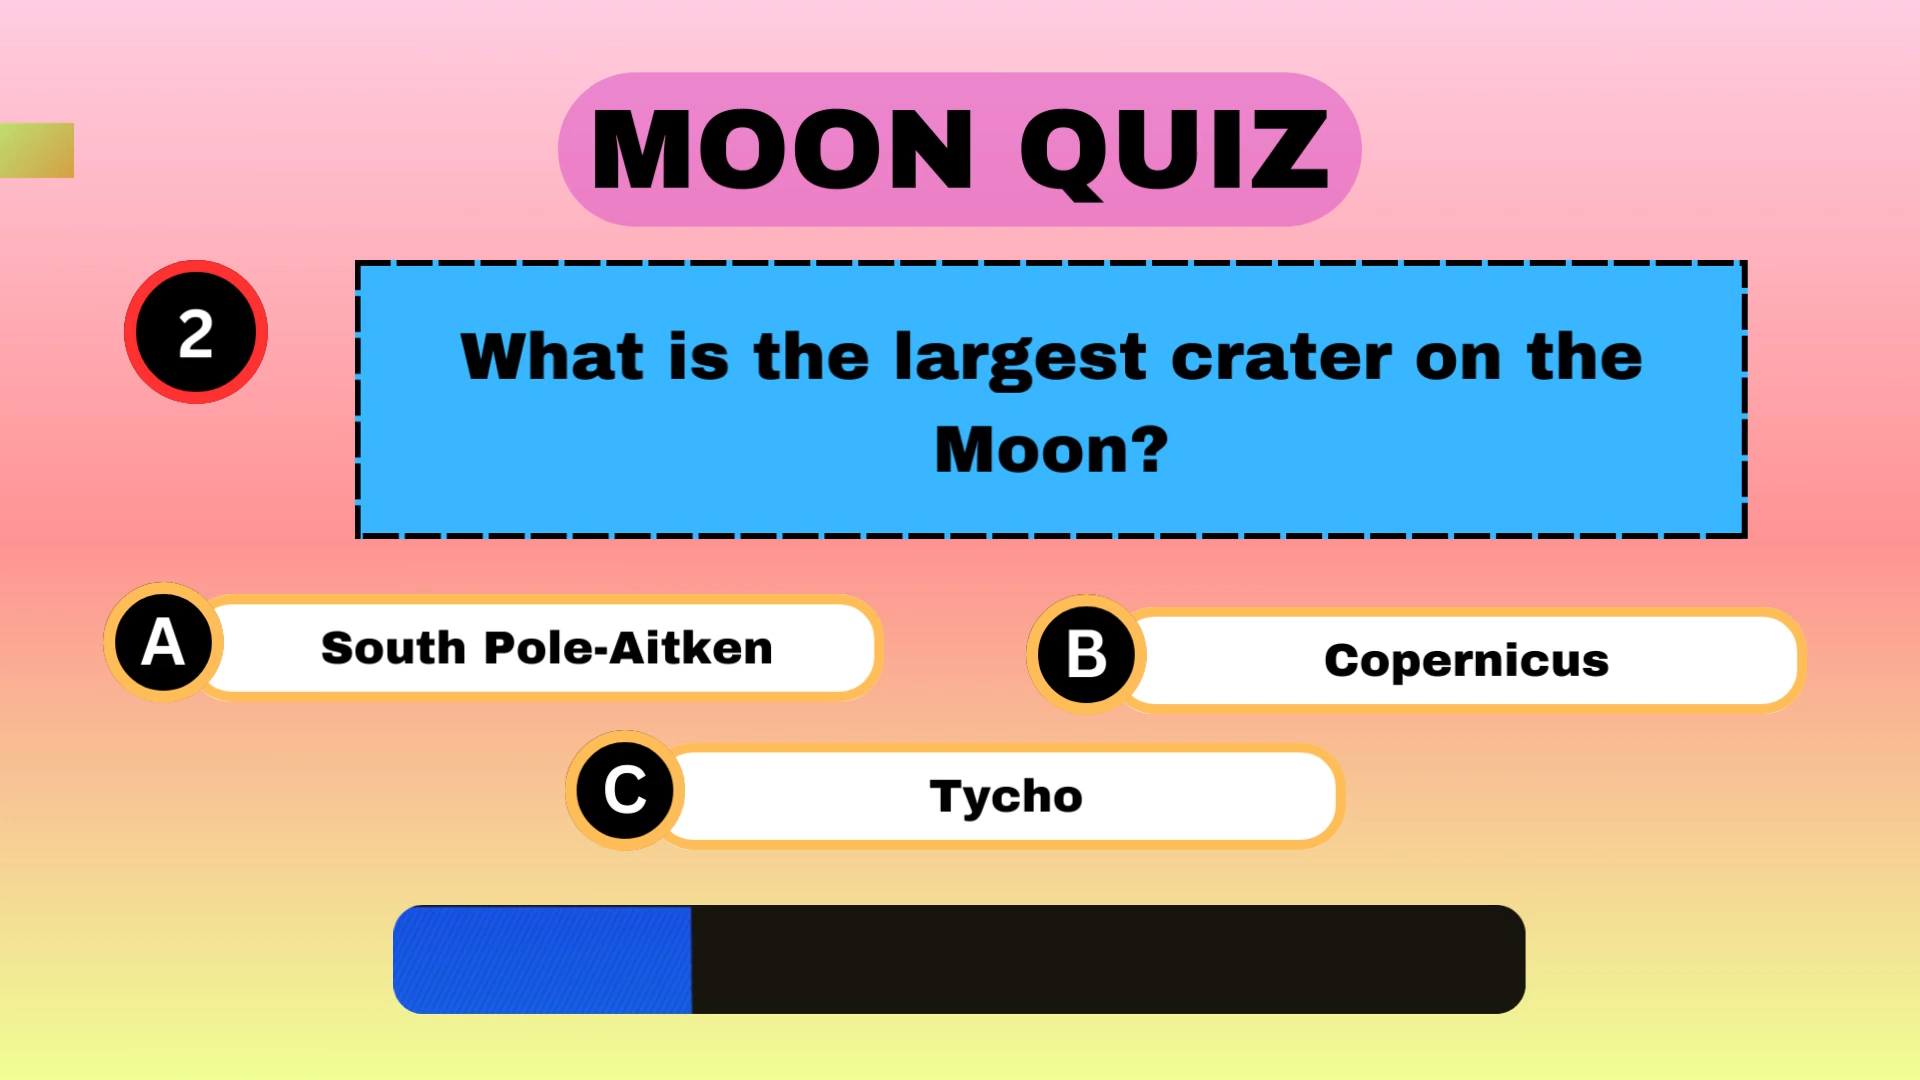 MOON QUIZ
2
What is the largest crater on the
Moon?
A
South Pole-Aitken
B
Copernicus
C
Tycho